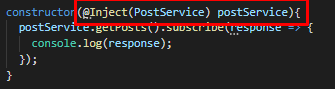 constructor(@Inject(PostService) postService){
postService.getPosts().subscribe(response => {
console.log(response);
});
}